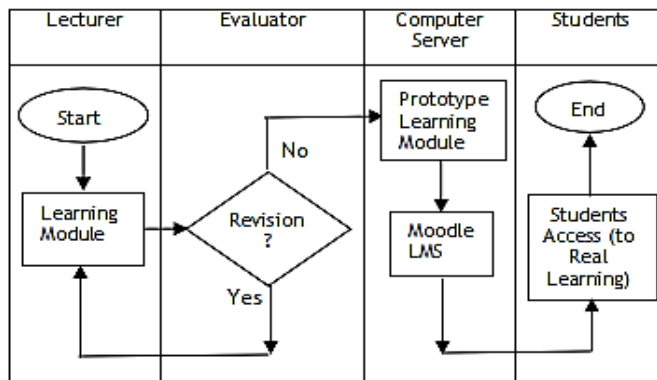 Lecturer
Evaluator
Computer
Server
Students
Start
Learning
Module
Revision
?
No
Yes
Prototype
Learning
Module
Moodle
LMS
End
Students
Access (to
Real
Learning)